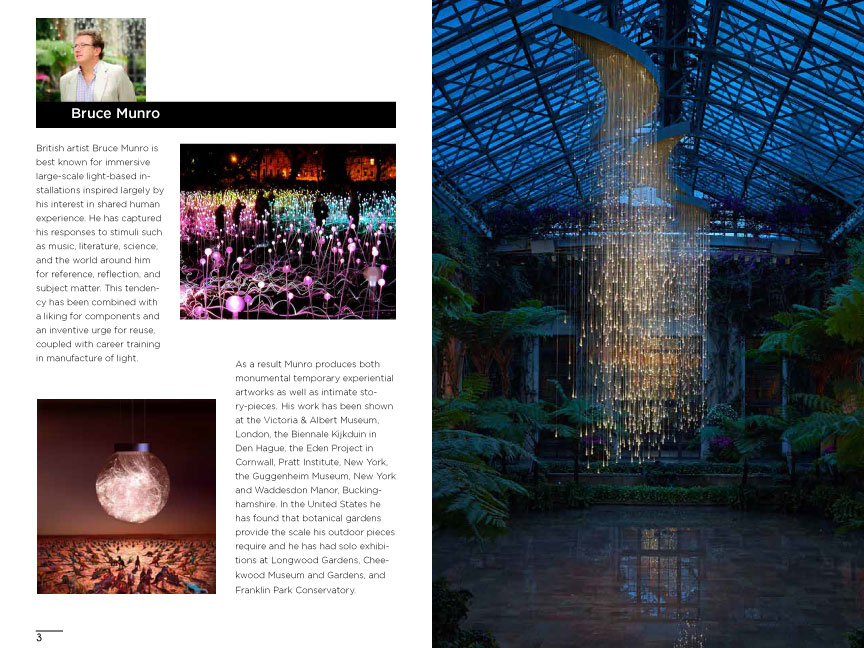 Bruce Munro
British artist Bruce Munro is
best known for immersive
large-scale light-based in-
stallations inspired largely by
his interest in shared human
experience. He has captured
his responses to stimuli such
as music, literature, science,
and the world around him
for reference, reflection, and
subject matter. This tenden-
cy has been combined with
a liking for components and
an inventive urge for reuse,
coupled with career training
in manufacture of light.
As a result Munro produces both
monumental temporary experiential
artworks as well as intimate sto-
ry-pieces. His work has been shown
at the Victoria & Albert Museum,
London, the Biennale Kijkduin in
Den Hague, the Eden Project in
Cornwall, Pratt Institute, New York,
the Guggenheim Museum, New York
and Waddesdon Manor, Bucking-
hamshire. In the United States he
has found that botanical gardens
provide the scale his outdoor pieces
require and he has had solo exhibi-
tions at Longwood Gardens, Chee-
kwood Museum and Gardens, and
Franklin Park Conservatory.
3